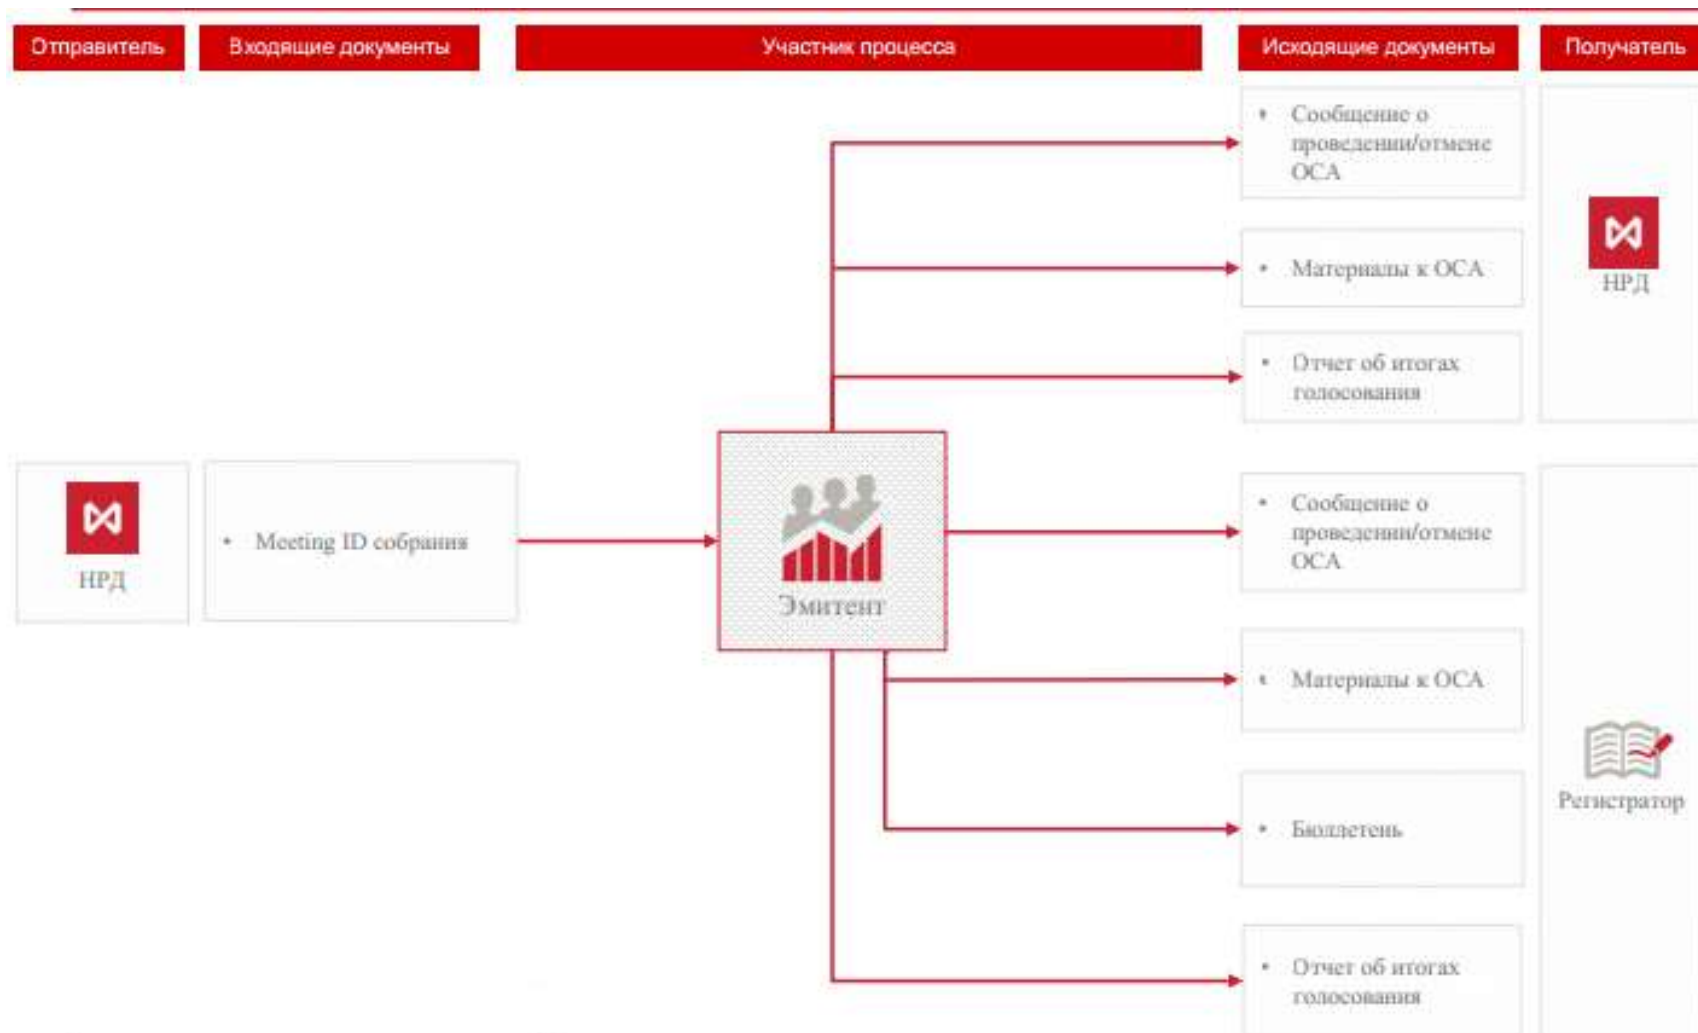 Отправитель
Входящие документы
Участник процесса
Исходящие документы
Получатель
Сообщение о
проведении/отмене
ОСА
Материалы к ОСА
Отчет об итогах
голосования
НРД
НРД
Meeting ID собрания
Эмитент
Сообщение о
проведении/отмене
ОСА
Материалы к ОСА
Бюллетень
Отчет об итогах
голосования
Регистратор